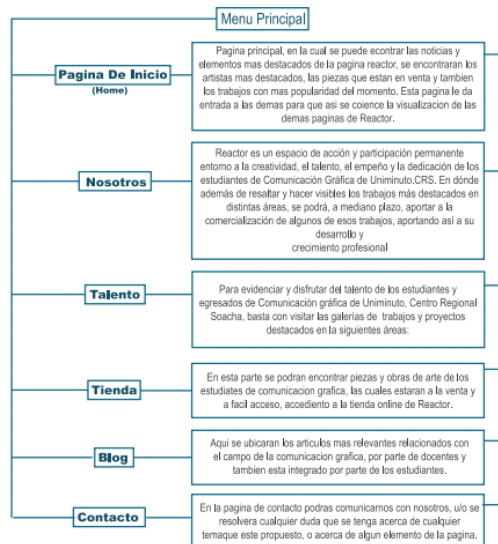 Menu Principal
Pagina De Inicio
(Home)
Pagina principal, en la cual se puede econtrar las noticias y
elementos mas destacados de la pagina reactor, se encontraran los
artistas mas destacados, las piezas que estan en venta y tambien
los trabajos con mas popularidad del momento. Esta pagina le da
entrada a las demas para que asi se coience la visualizacion de las
demas paginas de Reactor.
Nosotros
Reactor es un espacio de acción y participación permanente
entorno a la creatividad, el talento, el empeño y la dedicación de los
estudiantes de Comunicación Gráfica de Uniminuto.CRS. En dónde
además de resaltar y hacer visibles los trabajos más destacados en
distintas áreas, se podrá, a mediano plazo, aportar a la
comercialización de algunos de esos trabajos, aportando así a su
desarrollo y
crecimiento profesional
Talento
Para evidenciar y disfrutar del talento de los estudiantes y
egresados de Comunicación gráfica de Uniminuto, Centro Regional
Soacha, basta con visitar las galerías de trabajos y proyectos
destacados en la siguientes áreas:
Tienda
En esta parte se podran encontrar piezas y obras de arte de los
estudiates de comunicacion grafica, las cuales estaran a la venta y
a facil acceso, accediento a la tienda online de Reactor.
Blog
Aqui se ubicaran los articulos mas relevantes relacionados con
el campo de la comunicacion grafica, por parte de docentes y
tambien esta integrado por parte de los estudiantes.
Contacto
En la pagina de contacto podras comunicarnos con nosotros, u/o se
resolvera cualquier duda que se tenga acerca de cualquier
temaque este propuesto, o acerca de algun elemento de la pagina.